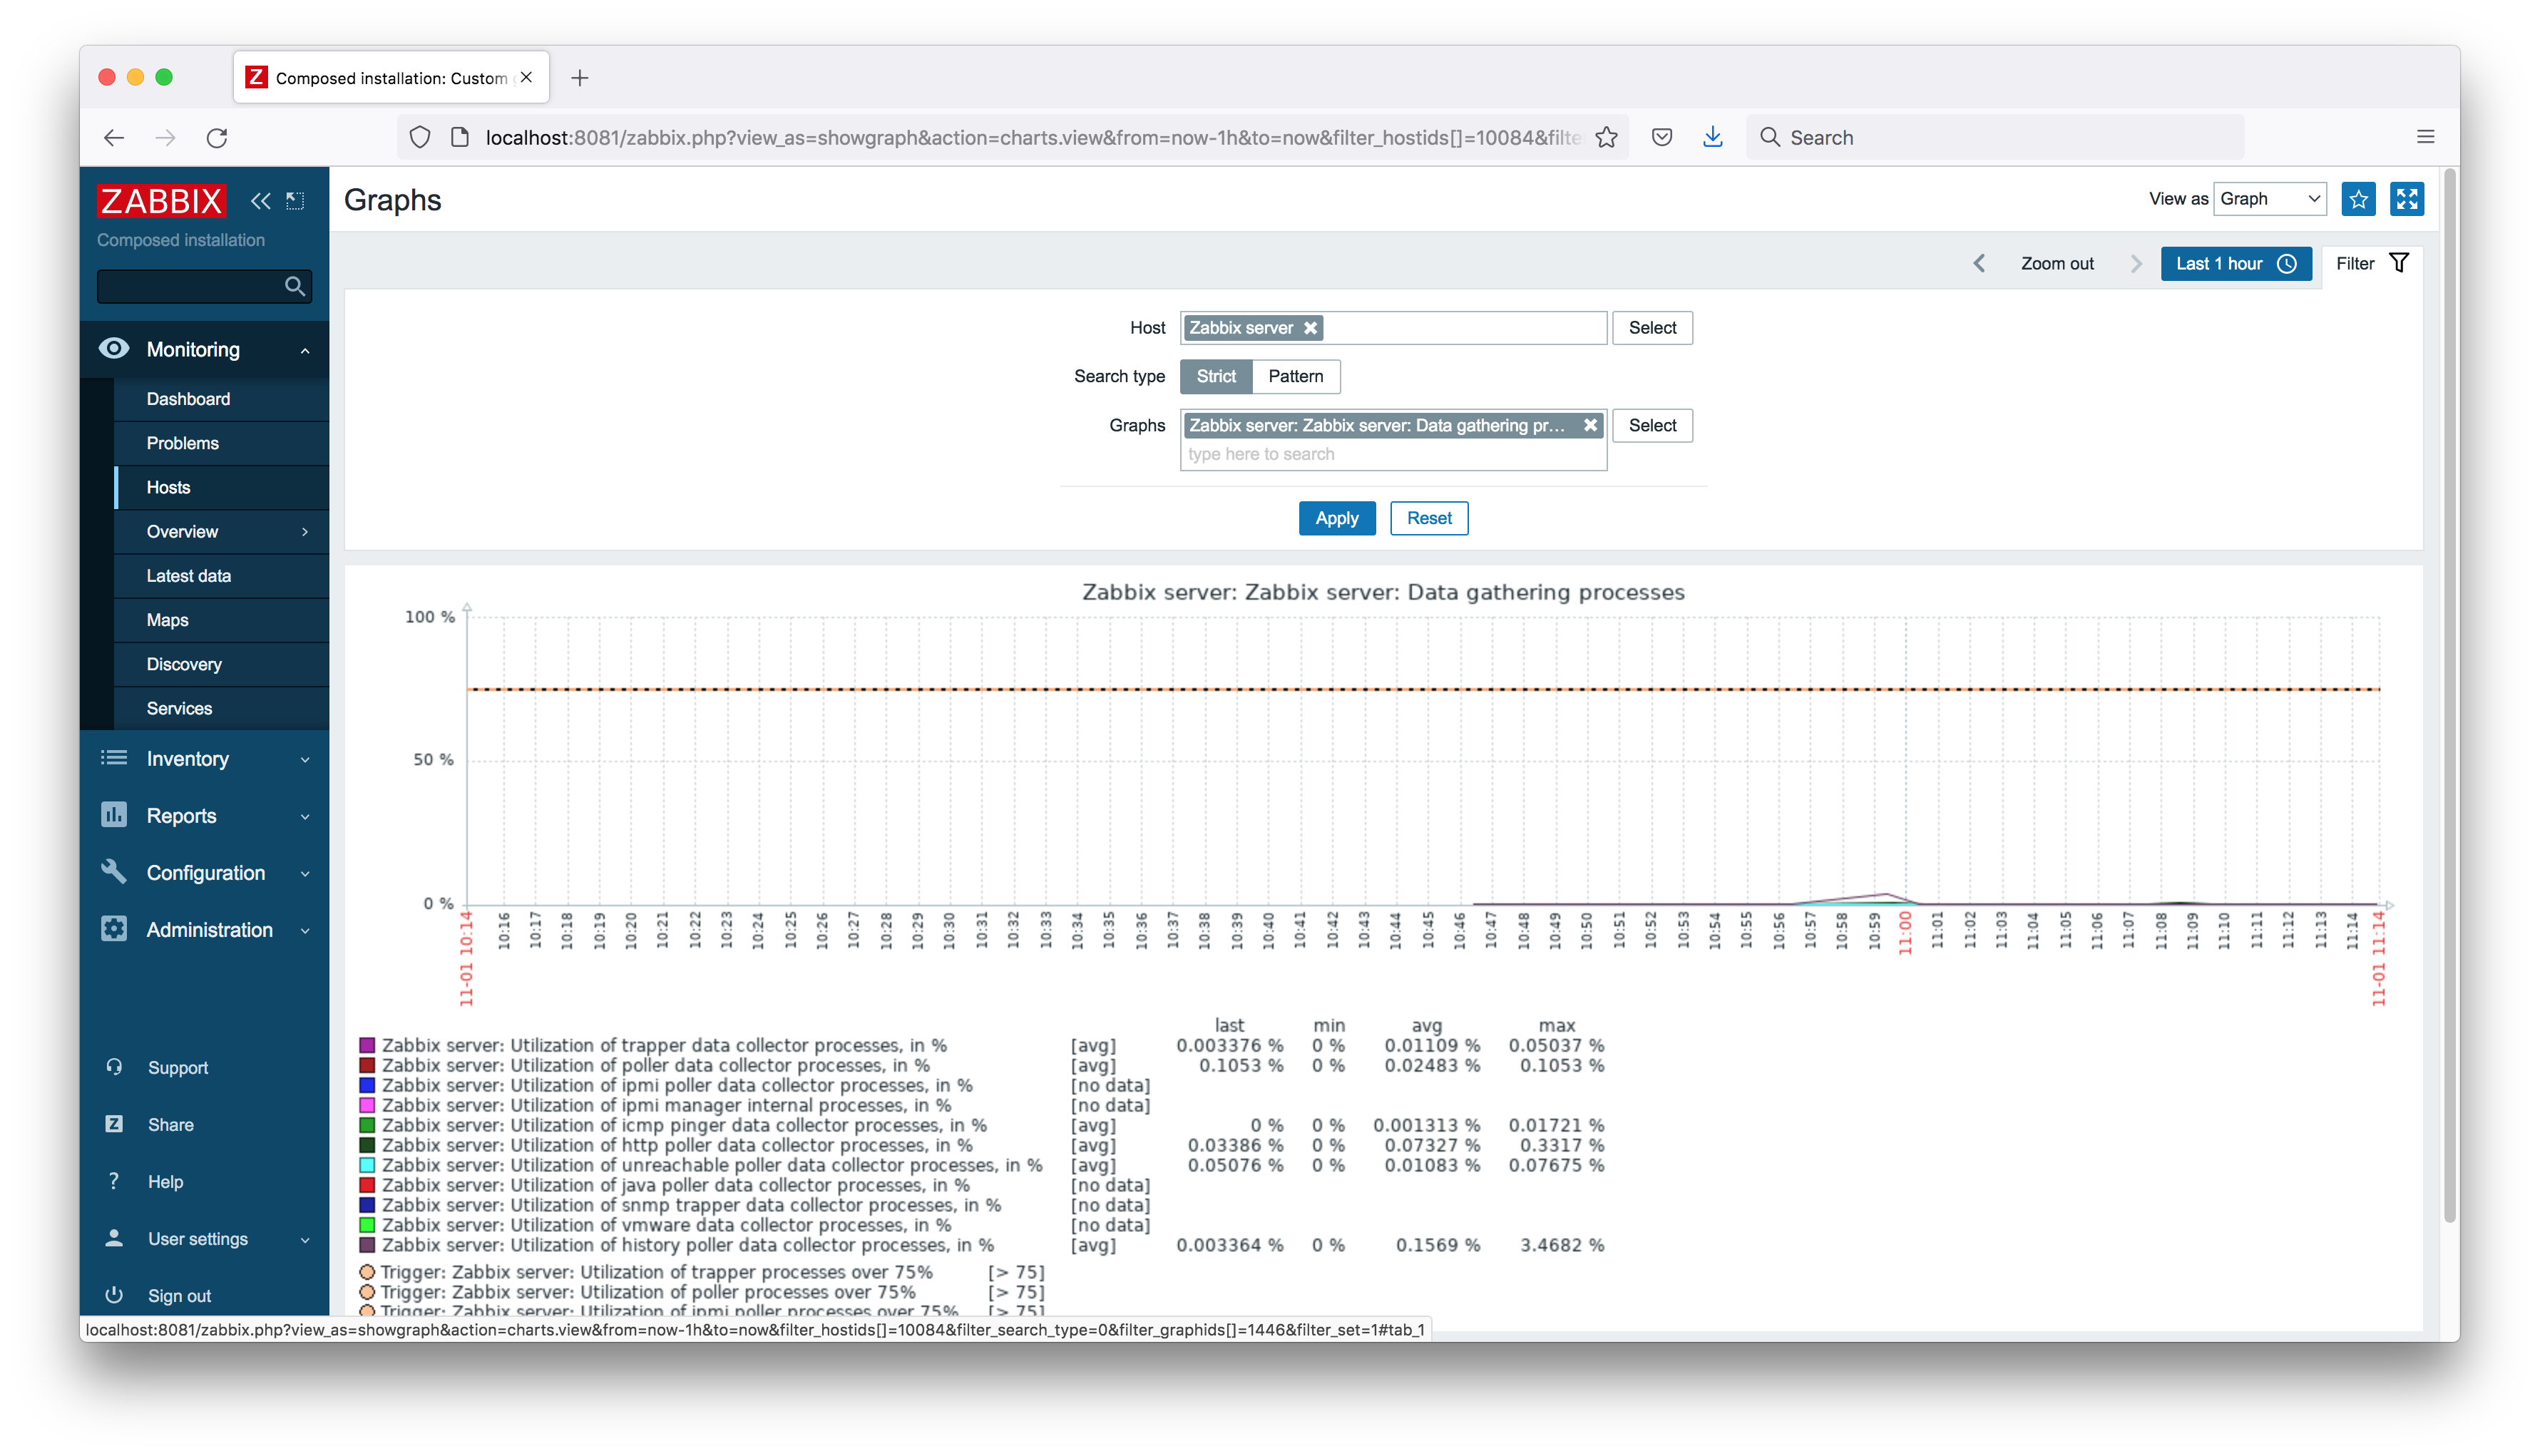 Composed installation: Custom g
localhost:8081/zabbix.php?view_as=showgraph&action=charts.view&from=now-1h&to=now&filter_hostids[]=10084&filte
Search
ZABBIX
Composed installation
Monitoring
Dashboard
Problems
Hosts
Overview
Latest data
Maps
Discovery
Services
Inventory
Reports
Configuration
Administration
Support
Share
Help
User settings
Sign out
Graphs
View as Graph
Zoom out
Last 1 hour
Filter
Host Zabbix server Select
Search type Strict Pattern
Graphs Zabbix server: Zabbix server: Data gathering pr... Select
type here to search
Apply Reset
Zabbix server: Zabbix server: Data gathering processes
100 %
50 %
0 %
11-01 10:14 10:16 10:17 10:18 10:19 10:20 10:21 10:22 10:23 10:24 10:25 10:26 10:27 10:28 10:29 10:30 10:31 10:32 10:33 10:34 10:35 10:36 10:37 10:38 10:39 10:40 10:41 10:42 10:43 10:44 10:45 10:46 10:47 10:48 10:49 10:50 10:51 10:52 10:53 10:54 10:55 10:56 10:57 10:58 10:59 11:00 11:01 11:02 11:03 11:04 11:05 11:06 11:07 11:08 11:09 11:10 11:11 11:12 11:13 11:14 11-01 11:14
last min avg max
Zabbix server: Utilization of trapper data collector processes, in % [avg] 0.003376 % 0 % 0.01109 % 0.05037 %
Zabbix server: Utilization of poller data collector processes, in % [avg] 0.1053 % 0 % 0.02483 % 0.1053 %
Zabbix server: Utilization of ipmi poller data collector processes, in % [no data]
Zabbix server: Utilization of ipmi manager internal processes, in % [no data]
Zabbix server: Utilization of icmp pinger data collector processes, in % [avg] 0 % 0 % 0.001313 % 0.01721 %
Zabbix server: Utilization of http poller data collector processes, in % [avg] 0.03386 % 0 % 0.07327 % 0.3317 %
Zabbix server: Utilization of unreachable poller data collector processes, in % [avg] 0.05076 % 0 % 0.01083 % 0.07675 %
Zabbix server: Utilization of java poller data collector processes, in % [no data]
Zabbix server: Utilization of snmp trapper data collector processes, in % [no data]
Zabbix server: Utilization of vmware data collector processes, in % [no data]
Zabbix server: Utilization of history poller data collector processes, in % [avg] 0.003364 % 0 % 0.1569 % 3.4682 %
Trigger: Zabbix server: Utilization of trapper processes over 75% [> 75]
Trigger: Zabbix server: Utilization of poller processes over 75% [> 75]
Trigger: Zabbix server: Utilization of ipmi poller processes over 75% [> 75]
localhost:8081/zabbix.php?view_as=showgraph&action=charts.view&from=now-1h&to=now&filter_hostids[]=10084&filter_search_type=0&filter_graphids[]=1446&filter_set=1#tab_1